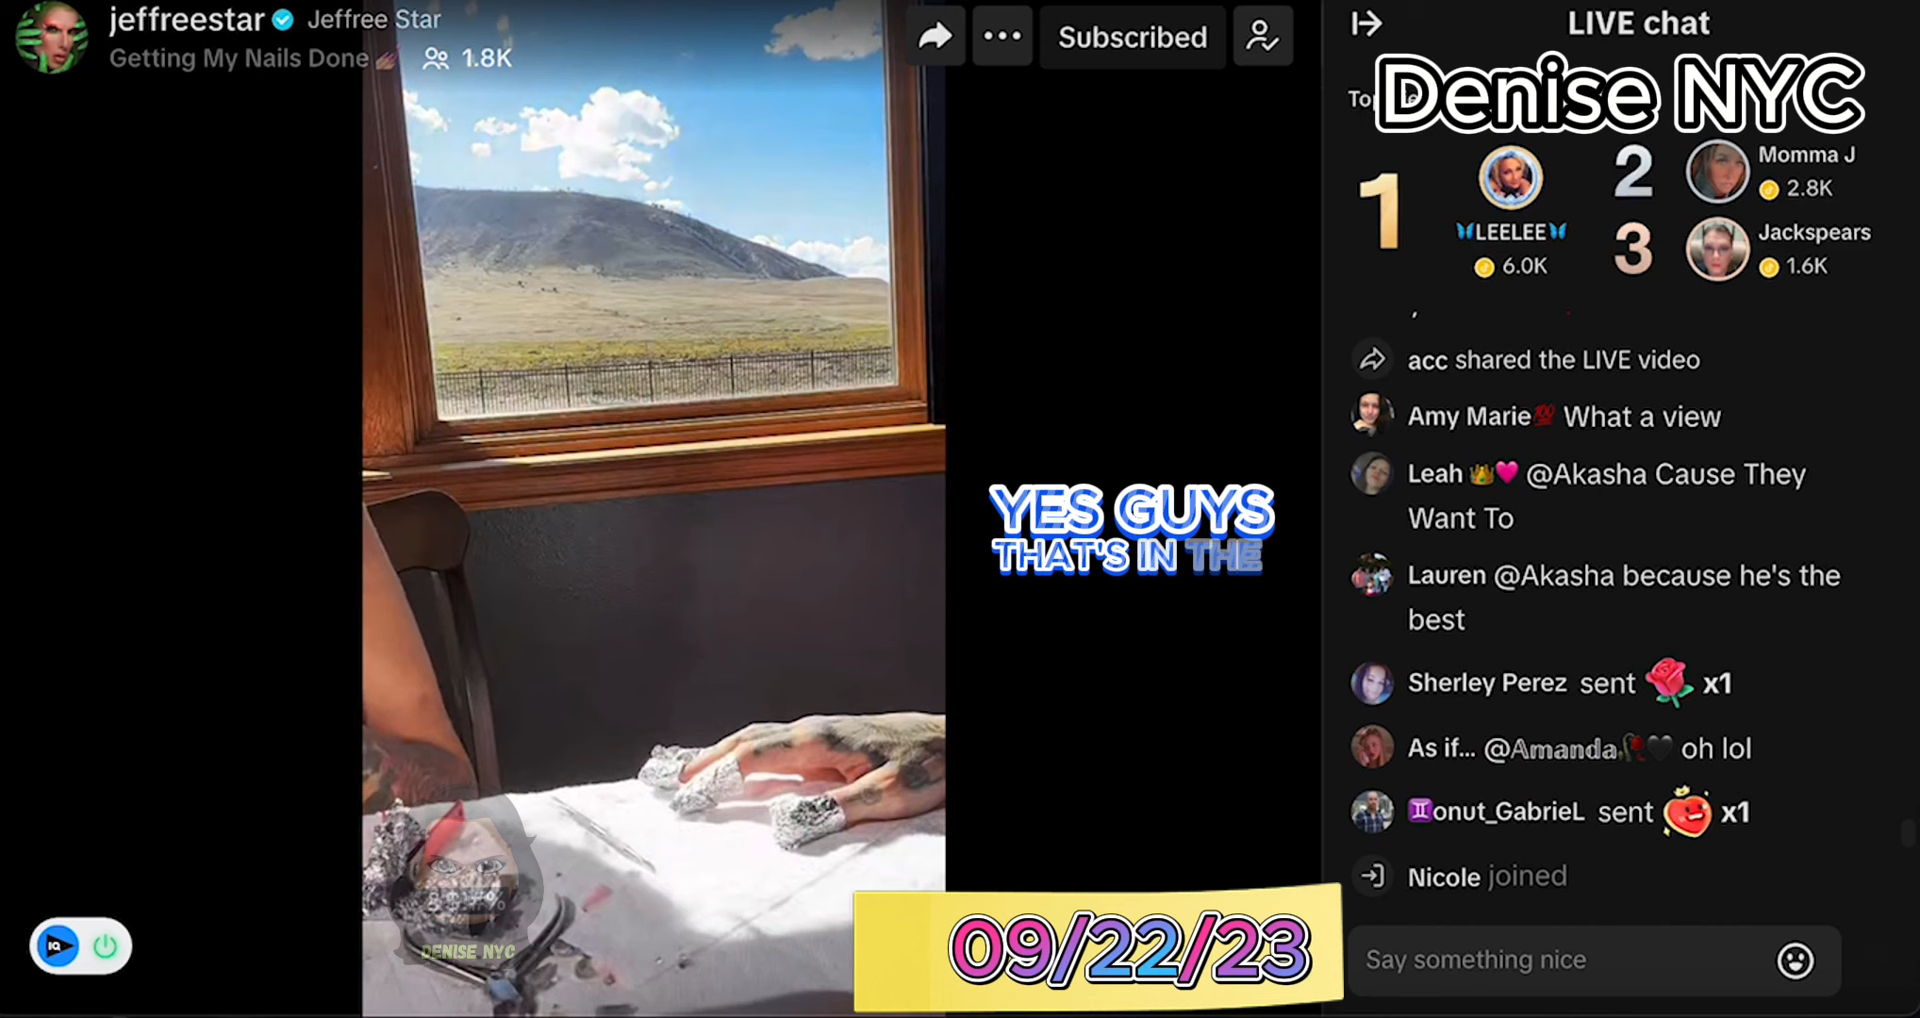 jeffreestar Jeffree Star
Getting My Nails Done 1.8K
Subscribed
LIVE chat
Denise NYC
1
LEELEE
6.0K
2
Momma J
2.8K
3
Jackspears
1.6K
acc shared the LIVE video
Amy Marie💯 What a view
Leah 👑💗 @Akasha Cause They
Want To
Lauren @Akasha because he's the
best
Sherley Perez sent x1
As if... @Amanda🥀🖤 oh lol
♊onut_GabrieL sent x1
Nicole joined
Say something nice
YES GUYS
THAT'S IN THE
DENISE NYC
09/22/23
IQ